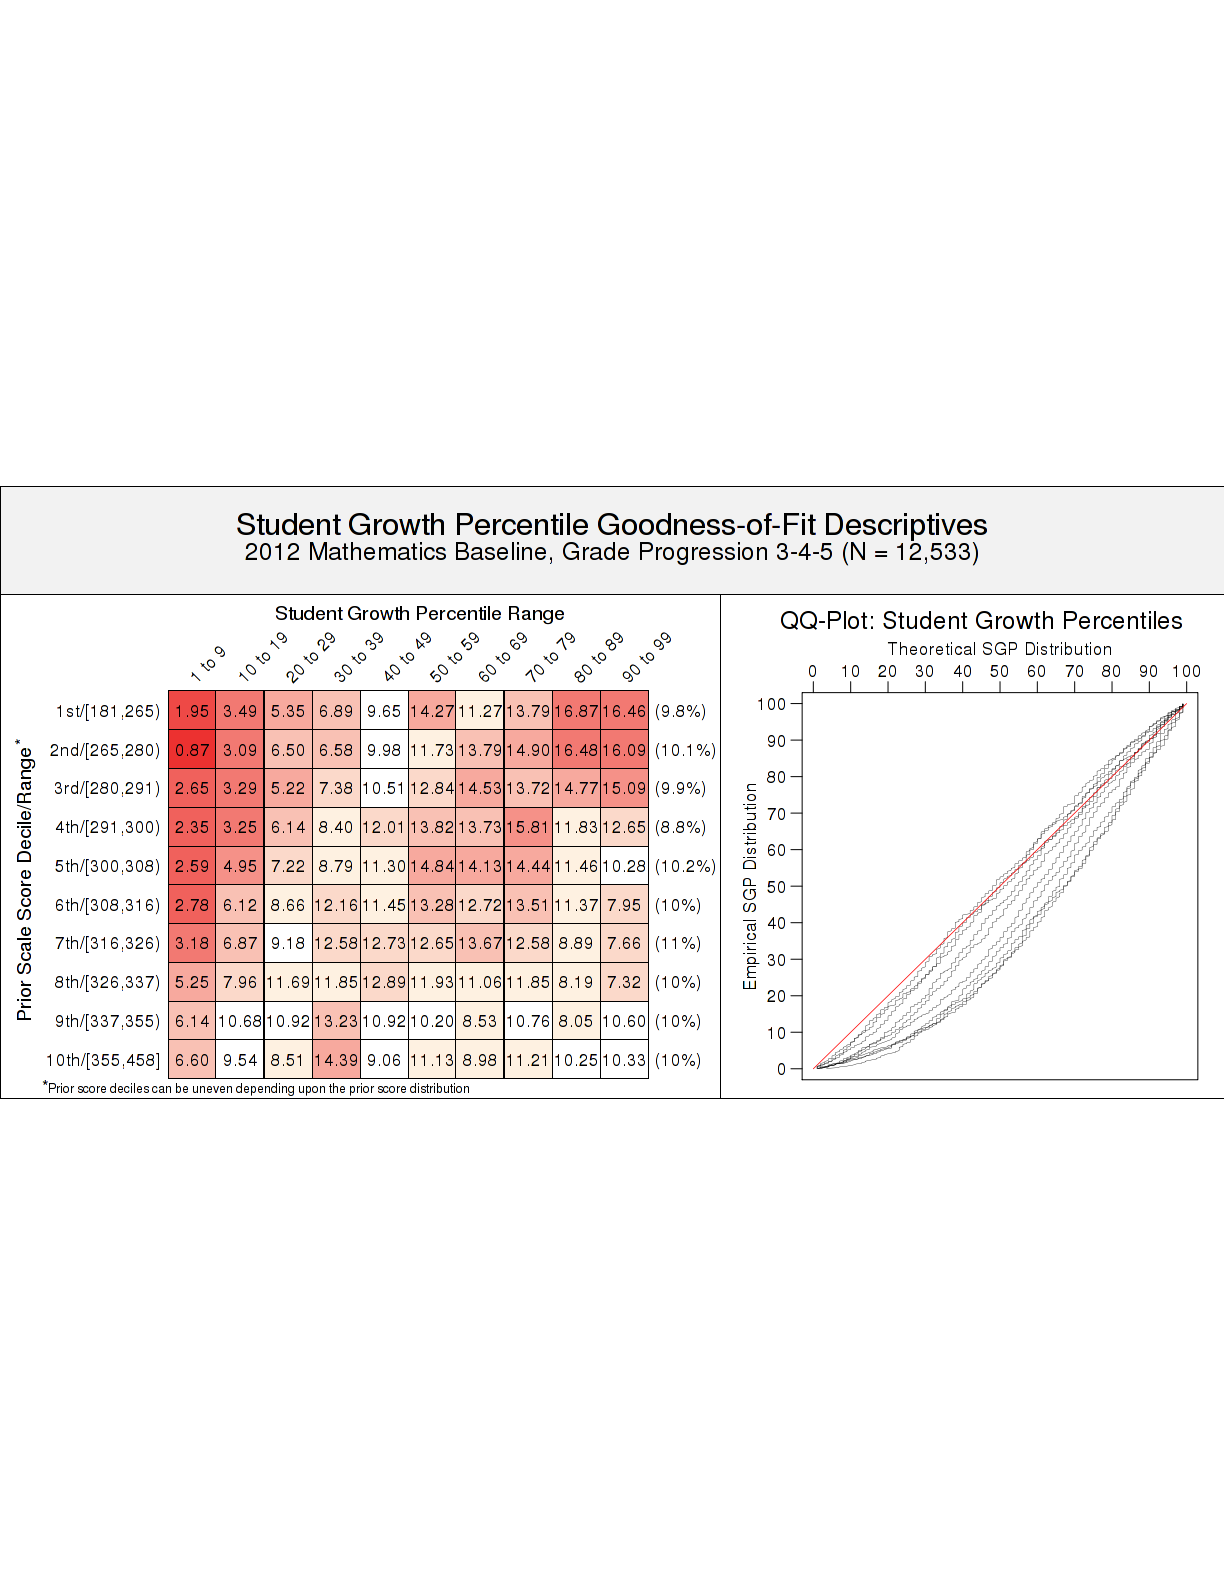 Student Growth Percentile Goodness-of-Fit Descriptives
2012 Mathematics Baseline, Grade Progression 3-4-5 (N = 12,533)
Student Growth Percentile Range
1 to 9 10 to 19 20 to 29 30 to 39 40 to 49 50 to 59 60 to 69 70 to 79 80 to 89 90 to 99
Prior Scale Score Decile/Range*
1st/[181,265) 1.95 3.49 5.35 6.89 9.65 14.27 11.27 13.79 16.87 16.46 (9.8%)
2nd/[265,280) 0.87 3.09 6.50 6.58 9.98 11.73 13.79 14.90 16.48 16.09 (10.1%)
3rd/[280,291) 2.65 3.29 5.22 7.38 10.51 12.84 14.53 13.72 14.77 15.09 (9.9%)
4th/[291,300) 2.35 3.25 6.14 8.40 12.01 13.82 13.73 15.81 11.83 12.65 (8.8%)
5th/[300,308) 2.59 4.95 7.22 8.79 11.30 14.84 14.13 14.44 11.46 10.28 (10.2%)
6th/[308,316) 2.78 6.12 8.66 12.16 11.45 13.28 12.72 13.51 11.37 7.95 (10%)
7th/[316,326) 3.18 6.87 9.18 12.58 12.73 12.65 13.67 12.58 8.89 7.66 (11%)
8th/[326,337) 5.25 7.96 11.69 11.85 12.89 11.93 11.06 11.85 8.19 7.32 (10%)
9th/[337,355) 6.14 10.68 10.92 13.23 10.92 10.20 8.53 10.76 8.05 10.60 (10%)
10th/[355,458] 6.60 9.54 8.51 14.39 9.06 11.13 8.98 11.21 10.25 10.33 (10%)
*Prior score deciles can be uneven depending upon the prior score distribution
QQ-Plot: Student Growth Percentiles
Theoretical SGP Distribution
0 10 20 30 40 50 60 70 80 90 100
Empirical SGP Distribution
100
90
80
70
60
50
40
30
20
10
0